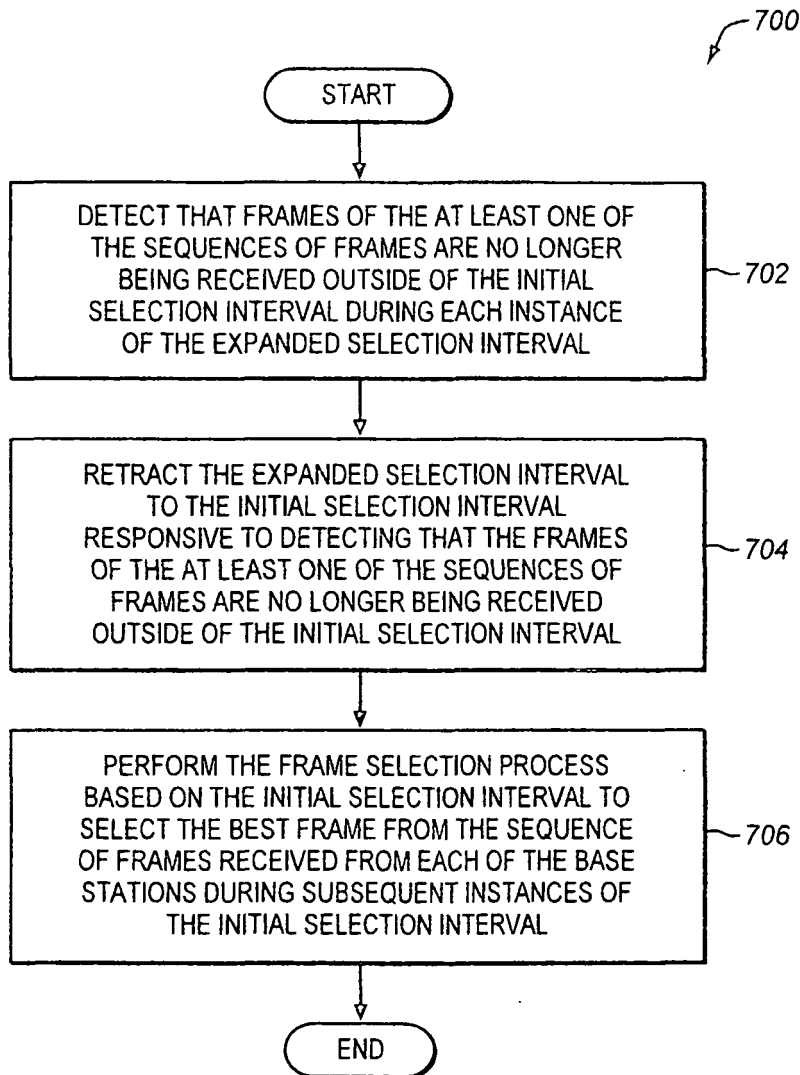 700
START
DETECT THAT FRAMES OF THE AT LEAST ONE OF
THE SEQUENCES OF FRAMES ARE NO LONGER
BEING RECEIVED OUTSIDE OF THE INITIAL
SELECTION INTERVAL DURING EACH INSTANCE
OF THE EXPANDED SELECTION INTERVAL
702
RETRACT THE EXPANDED SELECTION INTERVAL
TO THE INITIAL SELECTION INTERVAL
RESPONSIVE TO DETECTING THAT THE FRAMES
OF THE AT LEAST ONE OF THE SEQUENCES OF
FRAMES ARE NO LONGER BEING RECEIVED
OUTSIDE OF THE INITIAL SELECTION INTERVAL
704
PERFORM THE FRAME SELECTION PROCESS
BASED ON THE INITIAL SELECTION INTERVAL TO
SELECT THE BEST FRAME FROM THE SEQUENCE
OF FRAMES RECEIVED FROM EACH OF THE BASE
STATIONS DURING SUBSEQUENT INSTANCES OF
THE INITIAL SELECTION INTERVAL
706
END